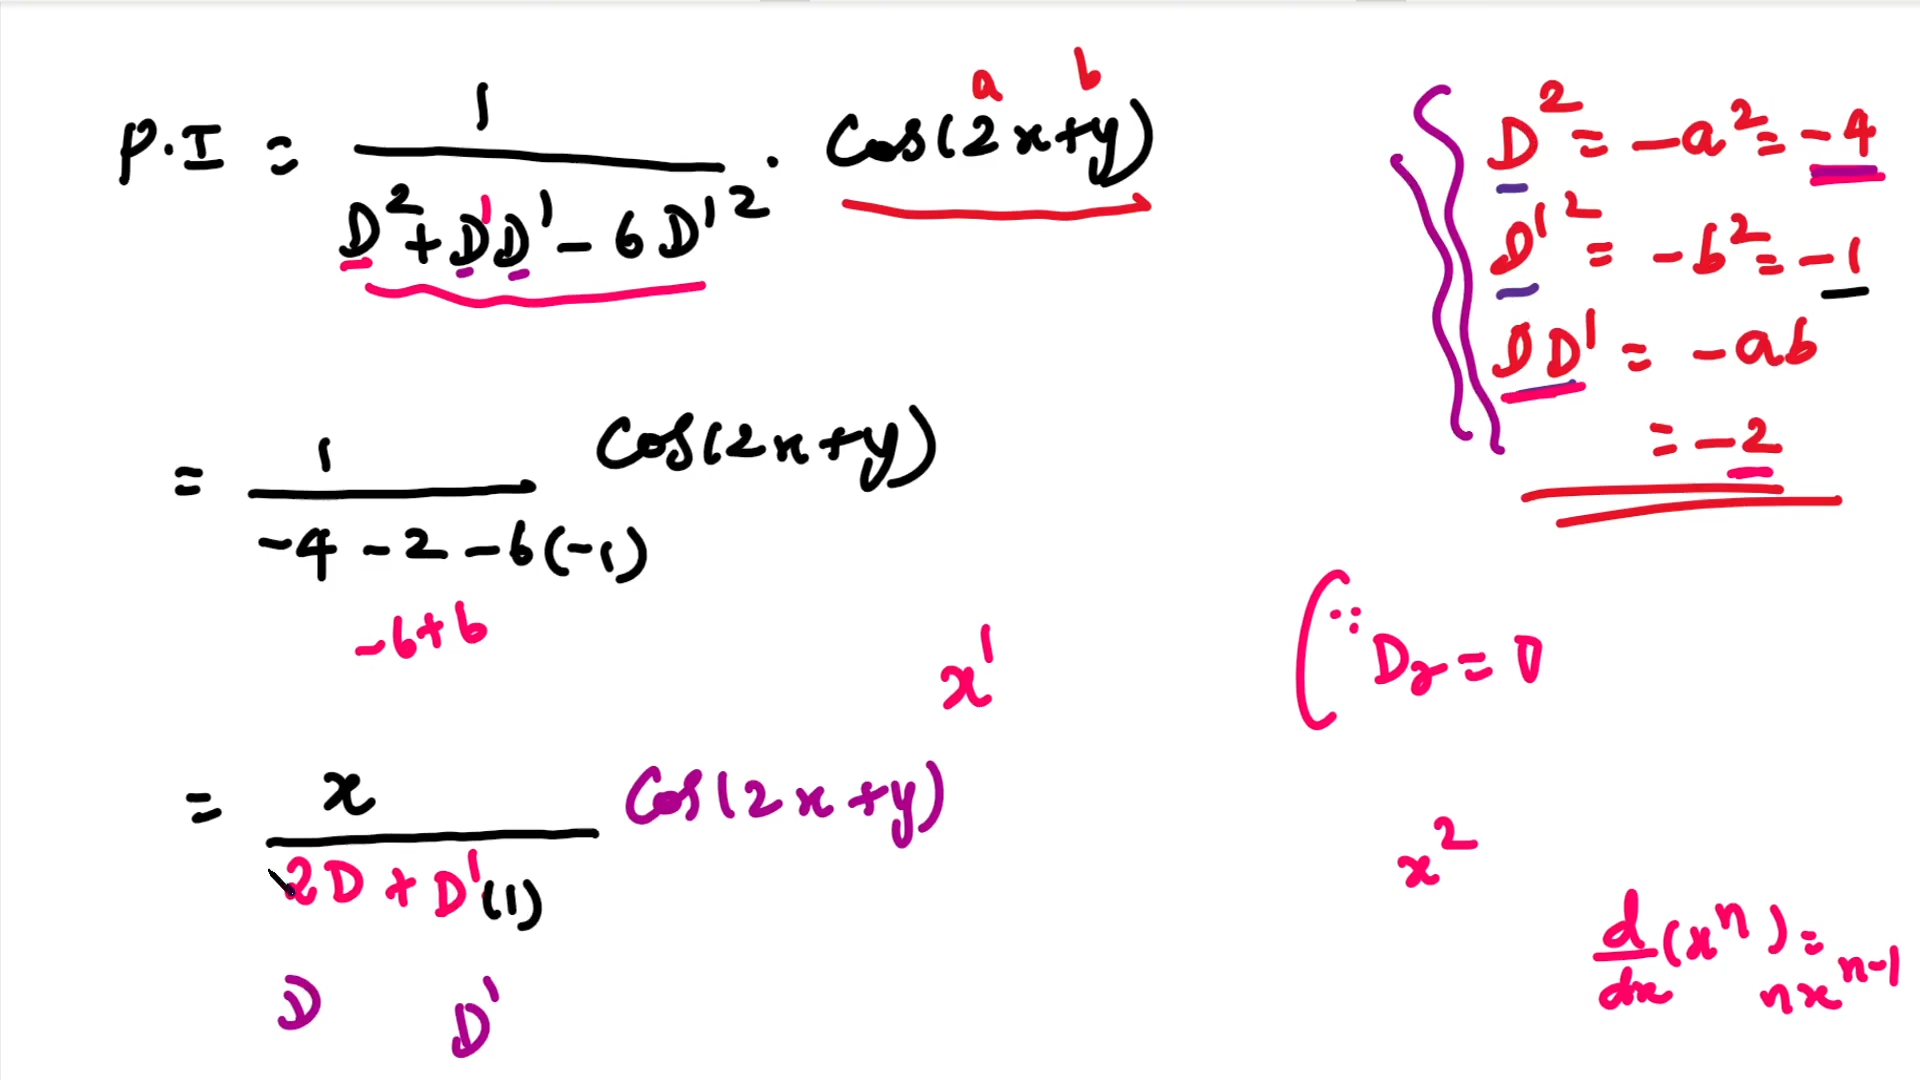 P.I = 1 / (D² + DD' - 6D'²) . Cos(2x+y)
a b
D² = -a² = -4
D'² = -b² = -1
DD' = -ab
= -2
= 1 / (-4 - 2 - 6(-1)) Cos(2x+y)
-6+6
x¹
(∵ Dr = 0
= x / (2D + D'(1)) Cos(2x+y)
D D'
x²
d/dx (xⁿ) = nxⁿ⁻¹